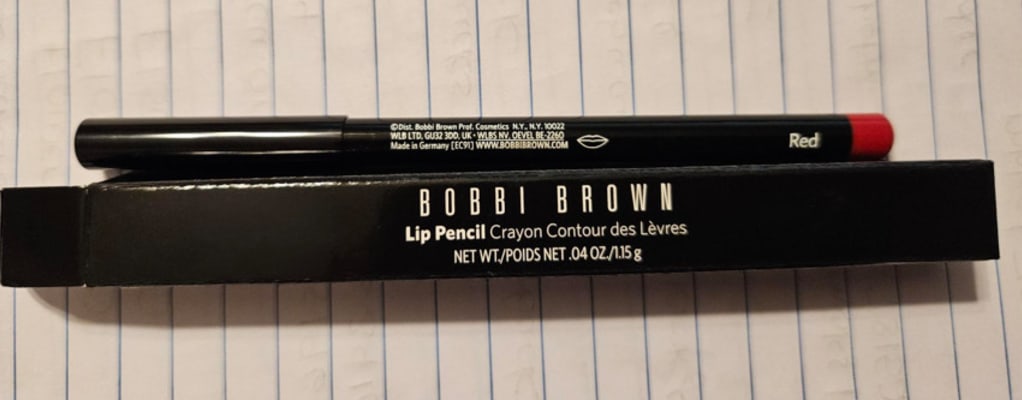 ©Dist. Bobbi Brown Prof. Cosmetics N.Y., N.Y. 10022
WLB LTD, GU32 3DD, UK • WLBS NV, OEVEL BE-2260
Made in Germany [EC91] WWW.BOBBIBROWN.COM
Red
BOBBI BROWN
Lip Pencil Crayon Contour des Lèvres
NET WT./POIDS NET .04 OZ./1.15 g